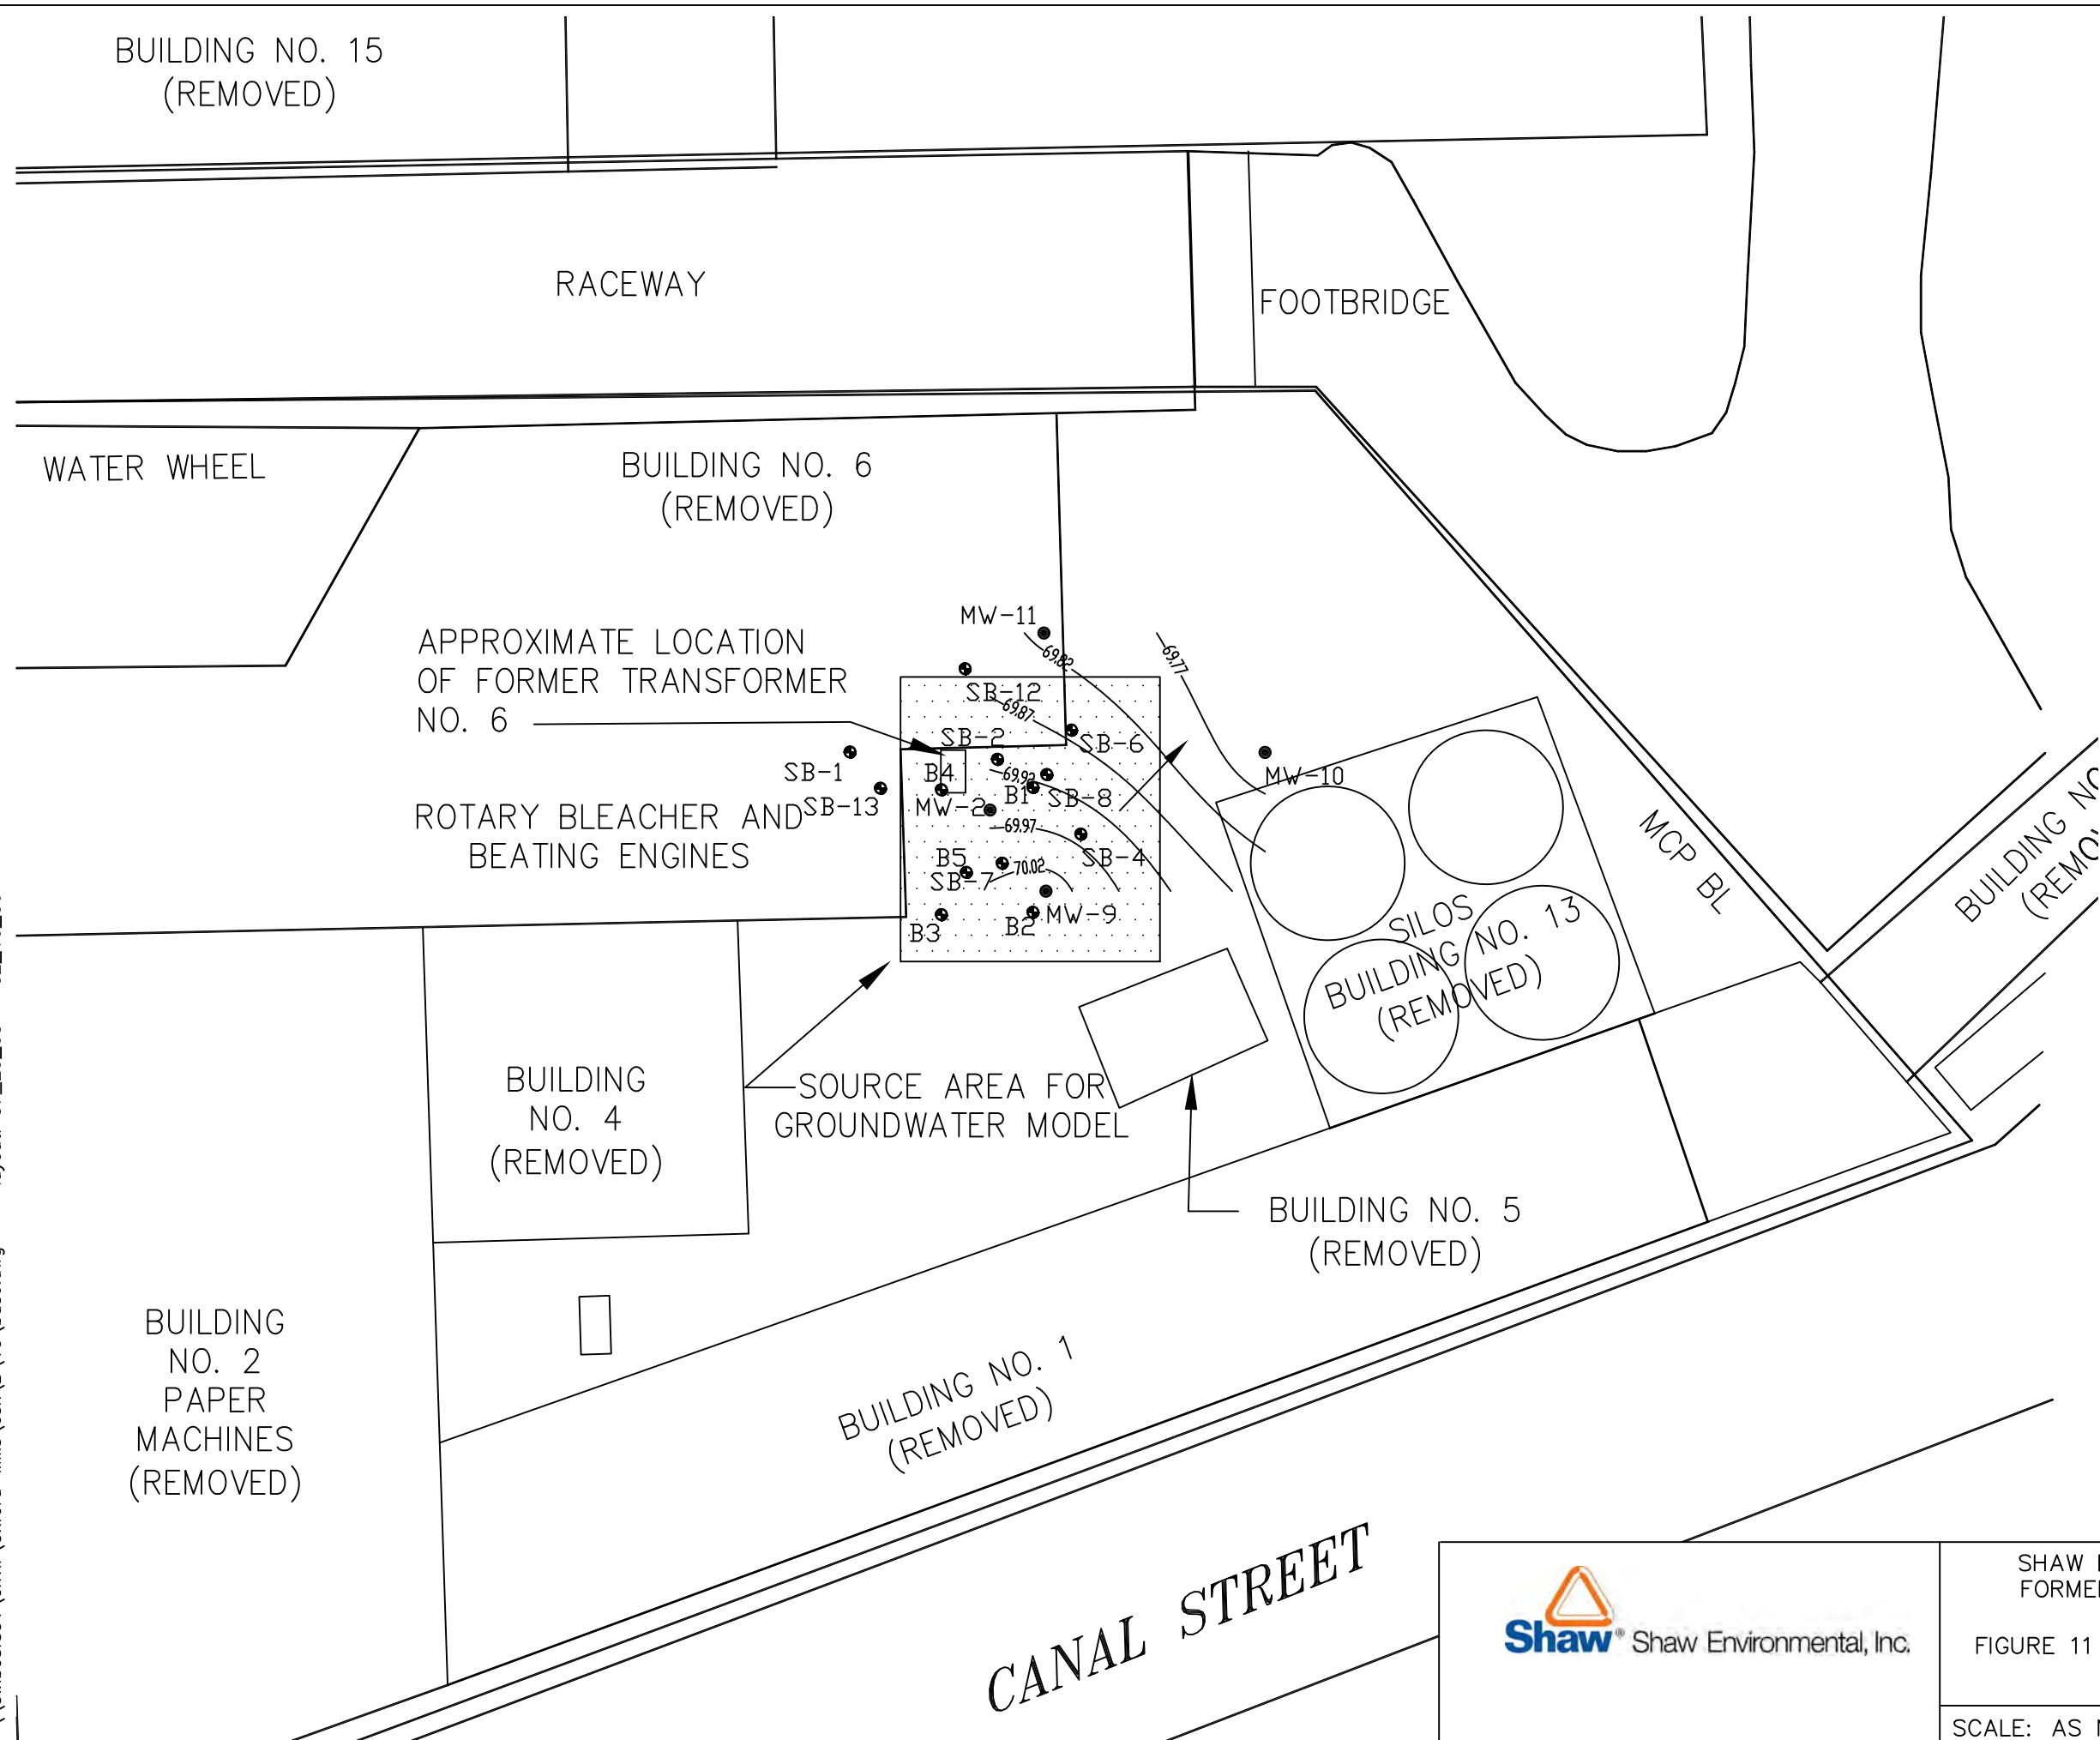 BUILDING NO. 15
(REMOVED)
RACEWAY
FOOTBRIDGE
WATER WHEEL
BUILDING NO. 6
(REMOVED)
APPROXIMATE LOCATION
OF FORMER TRANSFORMER
NO. 6
MW-11
69.82
69.77
SB-12
69.87
SB-2
SB-6
SB-1
B4
69.92
MW-10
SB-13
MW-2
B1
SB-8
ROTARY BLEACHER AND
BEATING ENGINES
69.97
B5
SB-4
SB-7
70.02
B3
B2
MW-9
MCP BL
BUILDING NO
SILOS
BUILDING NO. 13
(REMOVED)
BUILDING
NO. 4
(REMOVED)
SOURCE AREA FOR
GROUNDWATER MODEL
BUILDING NO. 5
(REMOVED)
BUILDING
NO. 2
PAPER
MACHINES
(REMOVED)
BUILDING NO. 1
(REMOVED)
CANAL STREET
Shaw® Shaw Environmental, Inc.
SHAW
FIGURE 11
SCALE: AS